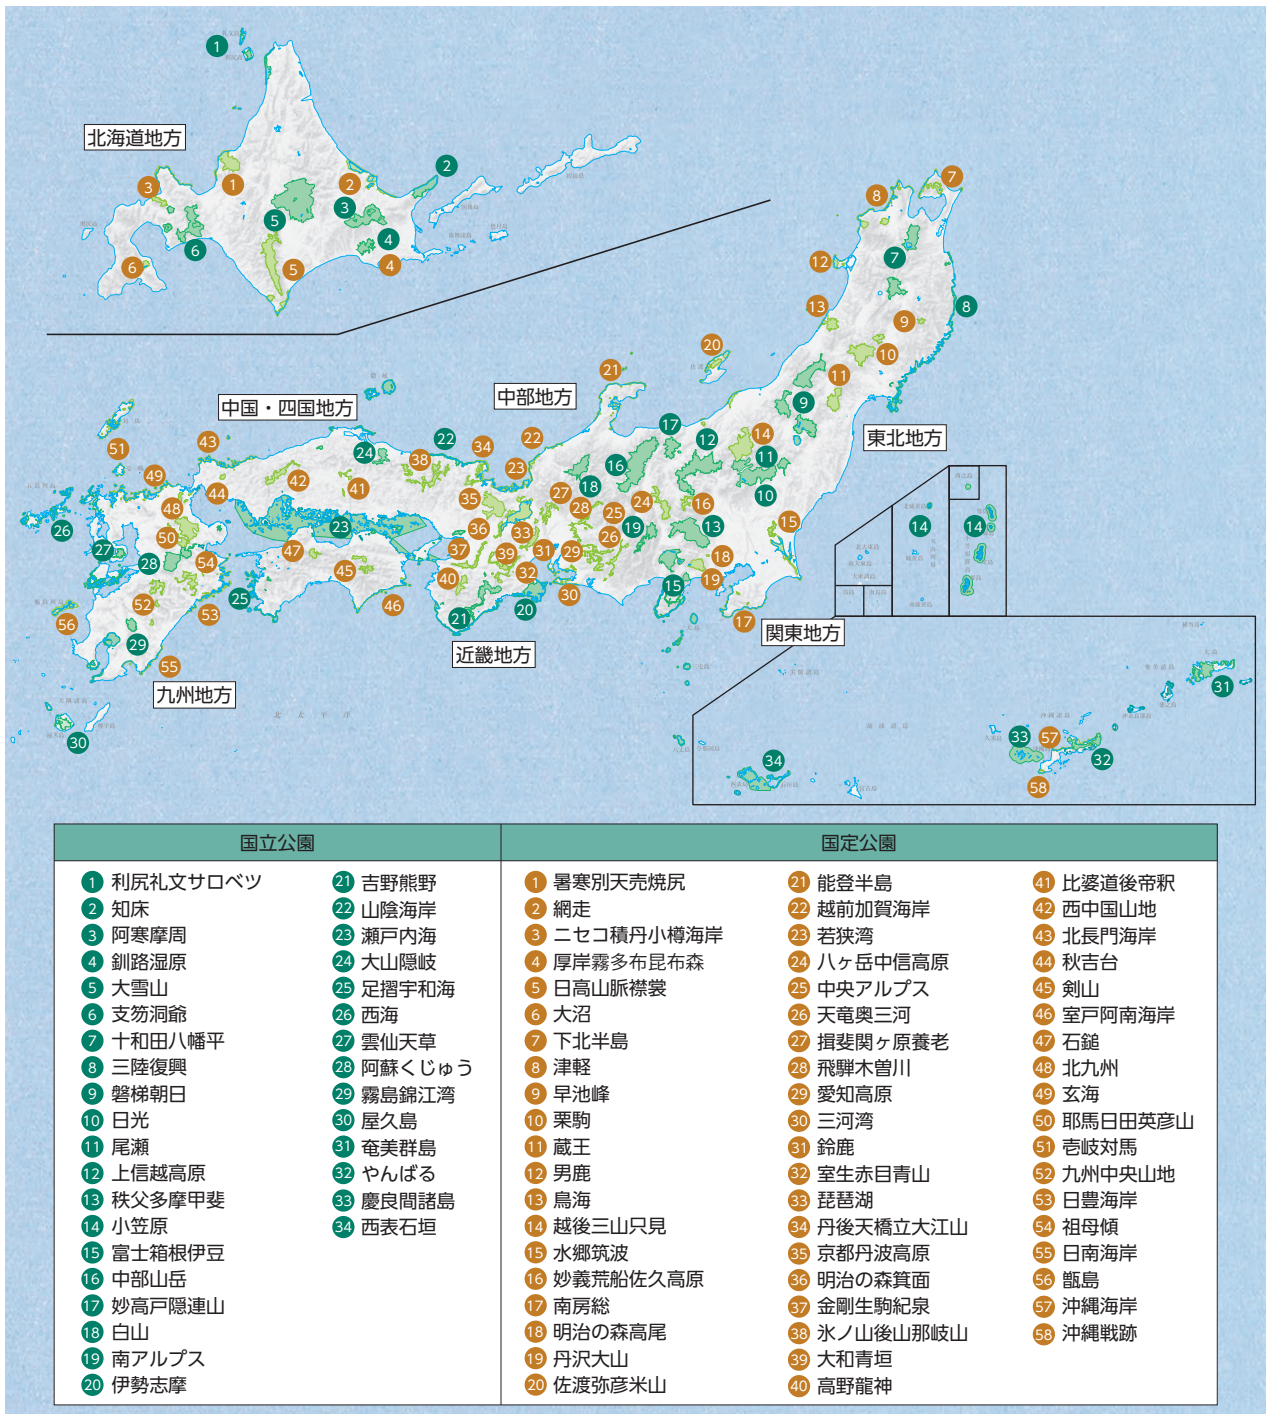 北海道地方
中国・四国地方
中部地方
東北地方
近畿地方
関東地方
九州地方
北太平洋
国立公園
1 利尻礼文サロベツ
2 知床
3 阿寒摩周
4 釧路湿原
5 大雪山
6 支笏洞爺
7 十和田八幡平
8 三陸復興
9 磐梯朝日
10 日光
11 尾瀬
12 上信越高原
13 秩父多摩甲斐
14 小笠原
15 富士箱根伊豆
16 中部山岳
17 妙高戸隠連山
18 白山
19 南アルプス
20 伊勢志摩
21 吉野熊野
22 山陰海岸
23 瀬戸内海
24 大山隠岐
25 足摺宇和海
26 西海
27 雲仙天草
28 阿蘇くじゅう
29 霧島錦江湾
30 屋久島
31 奄美群島
32 やんばる
33 慶良間諸島
34 西表石垣
国定公園
1 暑寒別天売焼尻
2 網走
3 ニセコ積丹小樽海岸
4 厚岸霧多布昆布森
5 日高山脈襟裳
6 大沼
7 下北半島
8 津軽
9 早池峰
10 栗駒
11 蔵王
12 男鹿
13 鳥海
14 越後三山只見
15 水郷筑波
16 妙義荒船佐久高原
17 南房総
18 明治の森高尾
19 丹沢大山
20 佐渡弥彦米山
21 能登半島
22 越前加賀海岸
23 若狭湾
24 八ヶ岳中信高原
25 中央アルプス
26 天竜奥三河
27 揖斐関ヶ原養老
28 飛騨木曽川
29 愛知高原
30 三河湾
31 鈴鹿
32 室生赤目青山
33 琵琶湖
34 丹後天橋立大江山
35 京都丹波高原
36 明治の森箕面
37 金剛生駒紀泉
38 氷ノ山後山那岐山
39 大和青垣
40 高野龍神
41 比婆道後帝釈
42 西中国山地
43 北長門海岸
44 秋吉台
45 剣山
46 室戸阿南海岸
47 石鎚
48 北九州
49 玄海
50 耶馬日田英彦山
51 壱岐対馬
52 九州中央山地
53 日豊海岸
54 祖母傾
55 日南海岸
56 甑島
57 沖縄海岸
58 沖縄戦跡